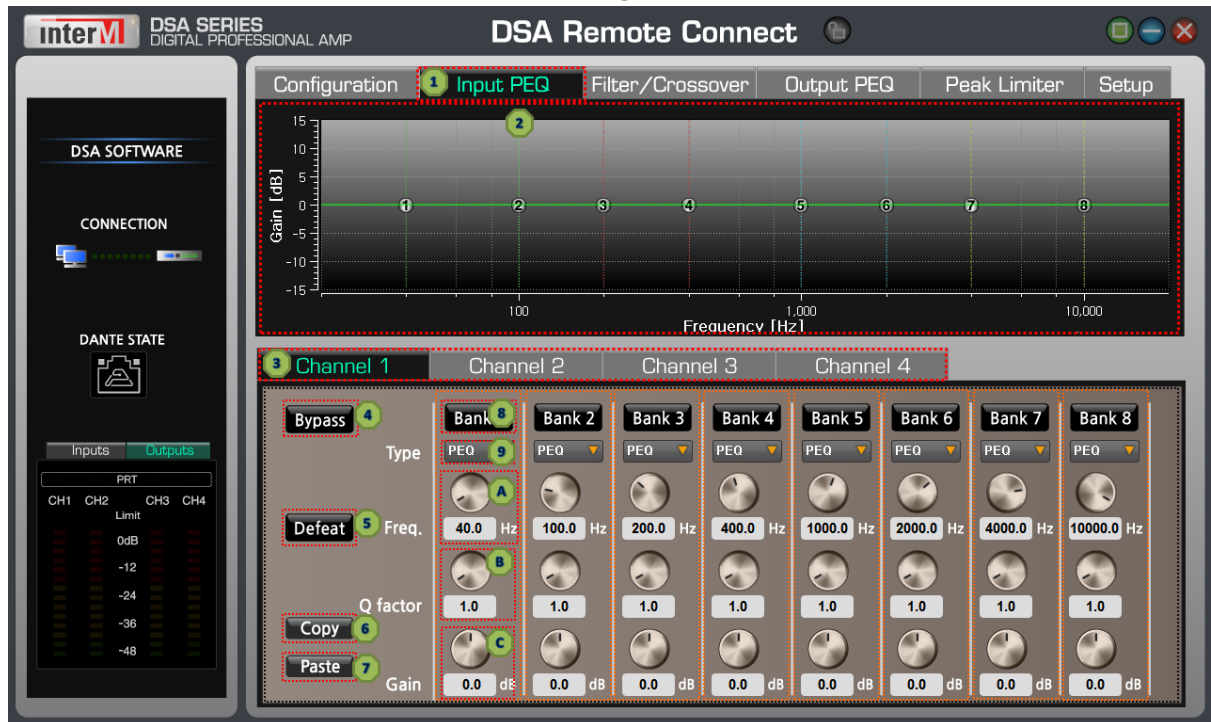 interM
DSA SERIES
DIGITAL PROFESSIONAL AMP
DSA Remote Connect
DSA SOFTWARE
CONNECTION
DANTE STATE
Inputs Outputs
PRT
CH1 CH2 CH3 CH4
Limit
0dB
-12
-24
-36
-48
Configuration 1 Input PEQ Filter/Crossover Output PEQ Peak Limiter Setup
2
Gain [dB]
15
10
5
0
-5
-10
-15
1 2 3 4 5 6 7 8
100 1,000 10,000
Frequency [Hz]
3 Channel 1 Channel 2 Channel 3 Channel 4
Bypass 4 Bank 8 Bank 2 Bank 3 Bank 4 Bank 5 Bank 6 Bank 7 Bank 8
Type PEQ 9 PEQ PEQ PEQ PEQ PEQ PEQ PEQ
A
Defeat 5 Freq. 40.0 Hz 100.0 Hz 200.0 Hz 400.0 Hz 1000.0 Hz 2000.0 Hz 4000.0 Hz 10000.0 Hz
B
Q factor 1.0 1.0 1.0 1.0 1.0 1.0 1.0 1.0
Copy 6
C
Paste 7
Gain 0.0 dB 0.0 dB 0.0 dB 0.0 dB 0.0 dB 0.0 dB 0.0 dB 0.0 dB